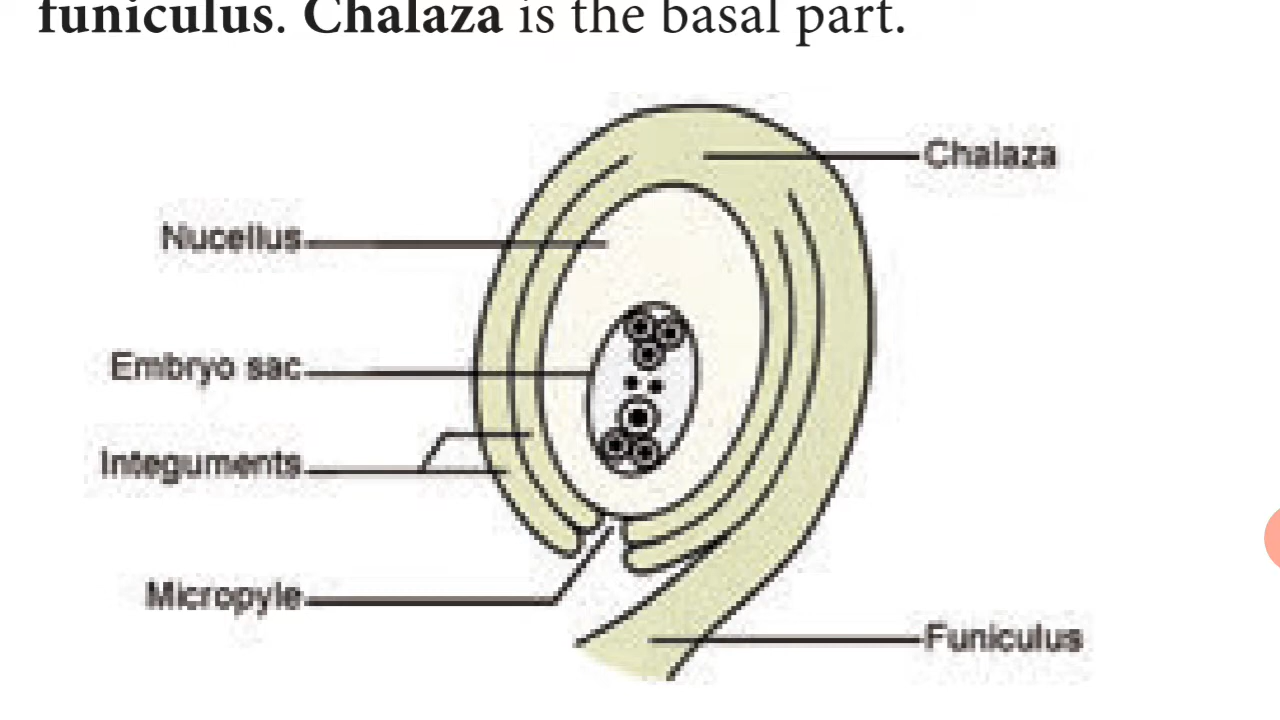 funiculus. Chalaza is the basal part.
Chalaza
Nucellus
Embryo sac
Integuments
Micropyle
Funiculus